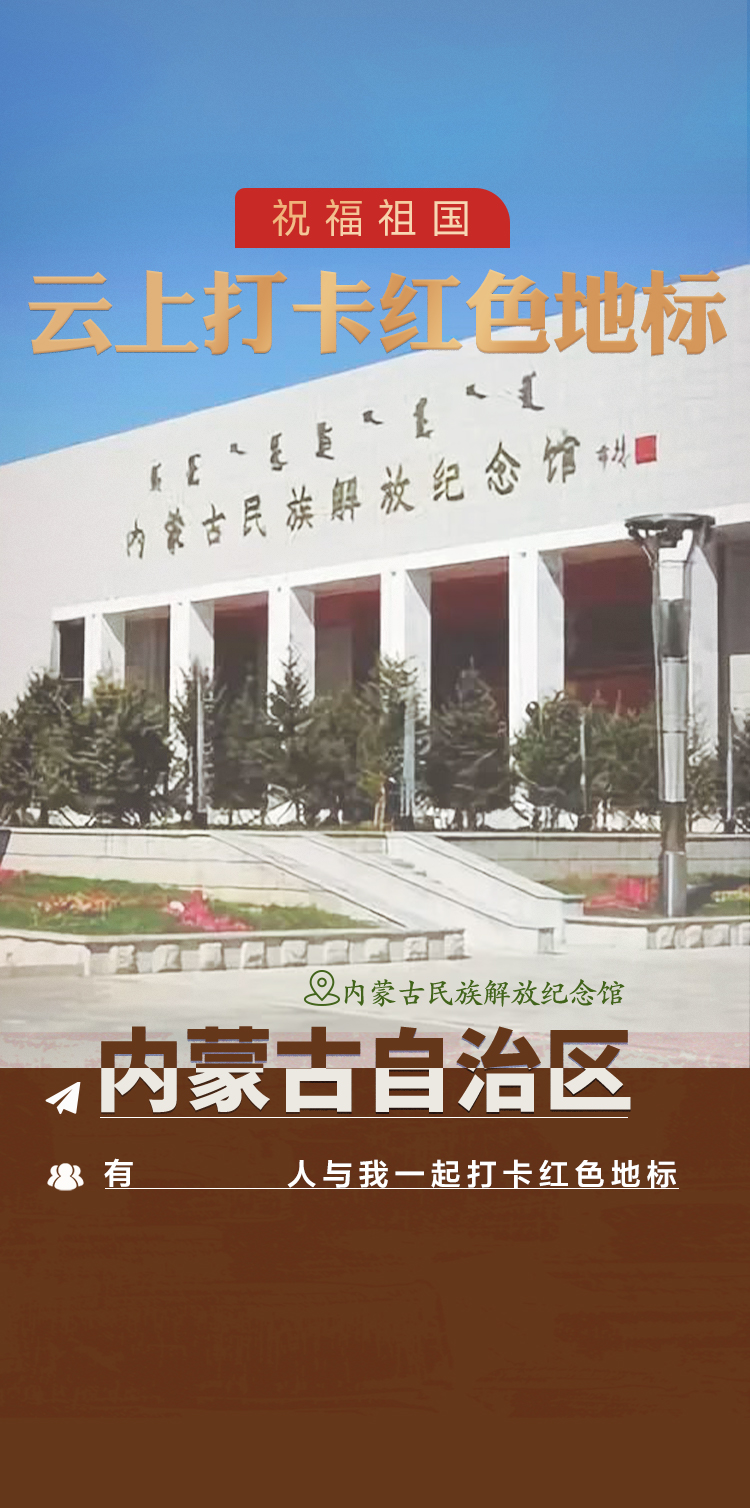 祝福祖国
云上打卡红色地标
内蒙古民族解放纪念馆
内蒙古民族解放纪念馆
内蒙古自治区
有 人与我一起打卡红色地标